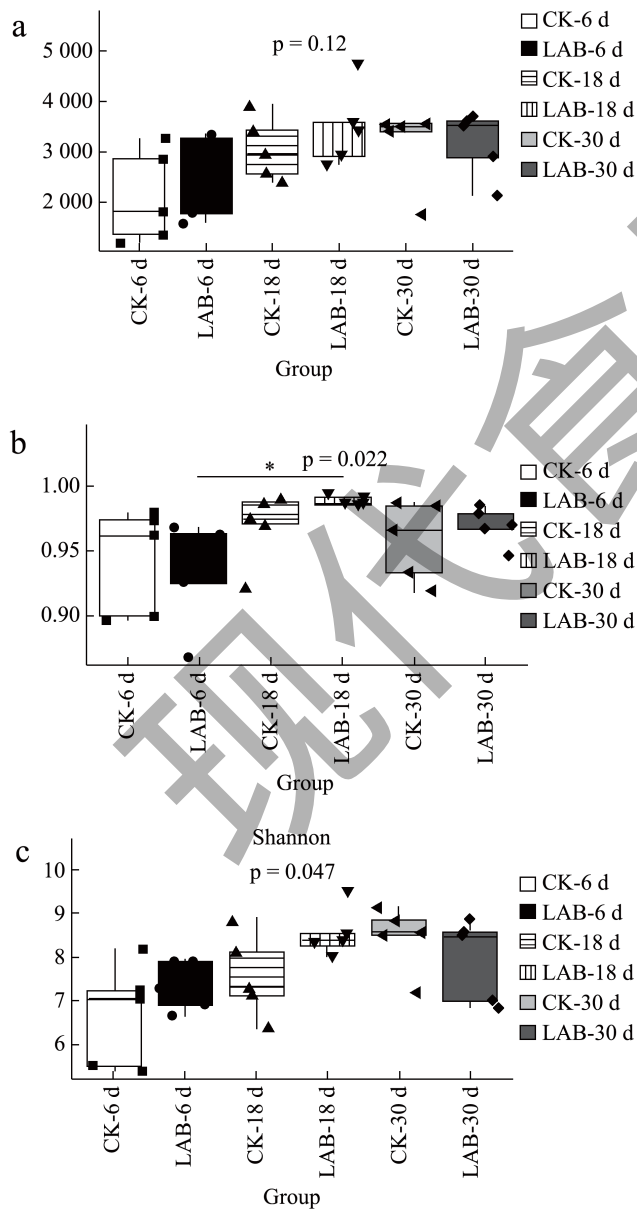 a
p = 0.12
5 000
4 000
3 000
2 000
CK-6 d
LAB-6 d
CK-18 d
LAB-18 d
CK-30 d
LAB-30 d
Group
CK-6 d
LAB-6 d
CK-18 d
LAB-18 d
CK-30 d
LAB-30 d
b
*
p = 0.022
1.00
0.95
0.90
CK-6 d
LAB-6 d
CK-18 d
LAB-18 d
CK-30 d
LAB-30 d
Group
CK-6 d
LAB-6 d
CK-18 d
LAB-18 d
CK-30 d
LAB-30 d
c
Shannon
p = 0.047
10
9
8
7
6
CK-6 d
LAB-6 d
CK-18 d
LAB-18 d
CK-30 d
LAB-30 d
Group
CK-6 d
LAB-6 d
CK-18 d
LAB-18 d
CK-30 d
LAB-30 d
现代食